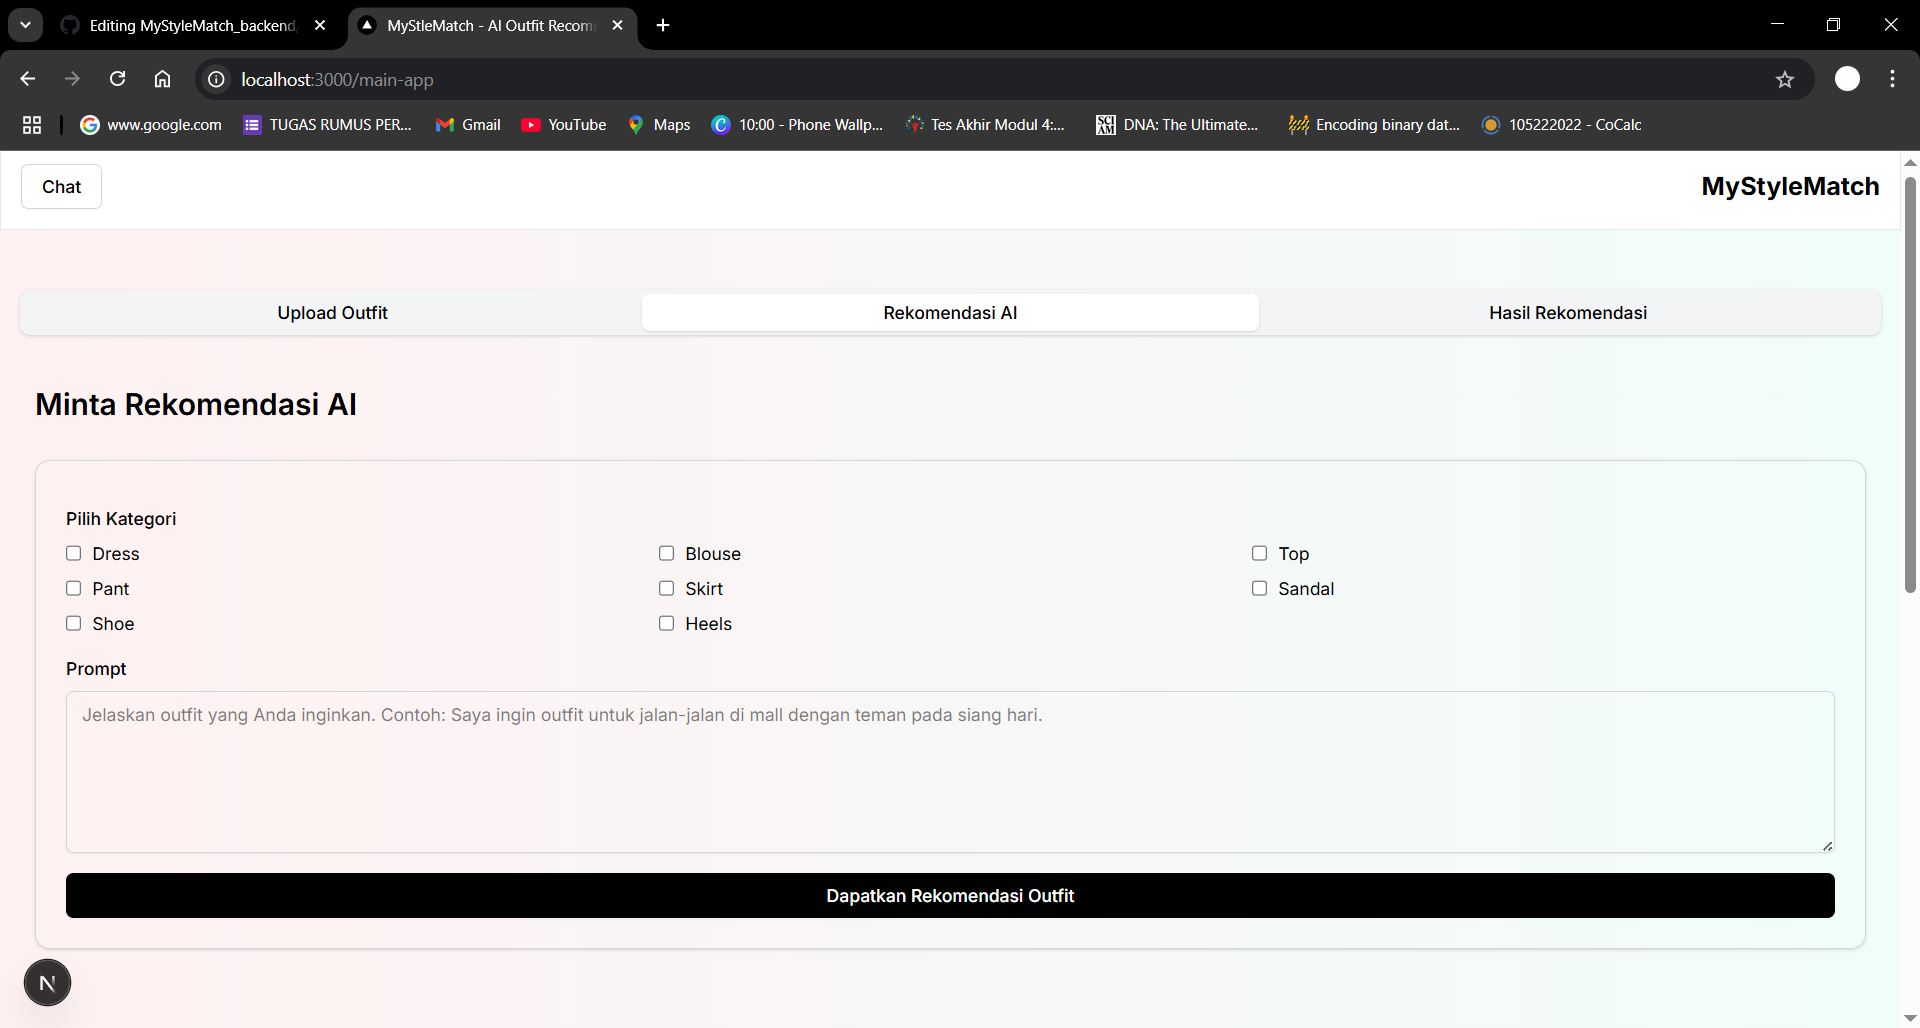 Editing MyStyleMatch_backend/
MyStleMatch - AI Outfit Recom
localhost:3000/main-app
www.google.com
TUGAS RUMUS PER...
Gmail
YouTube
Maps
10:00 - Phone Wallp...
Tes Akhir Modul 4:...
SCI AM
DNA: The Ultimate...
Encoding binary dat...
105222022 - CoCalc
Chat
MyStyleMatch
Upload Outfit
Rekomendasi AI
Hasil Rekomendasi
Minta Rekomendasi AI
Pilih Kategori
Dress
Blouse
Top
Pant
Skirt
Sandal
Shoe
Heels
Prompt
Jelaskan outfit yang Anda inginkan. Contoh: Saya ingin outfit untuk jalan-jalan di mall dengan teman pada siang hari.
Dapatkan Rekomendasi Outfit
N